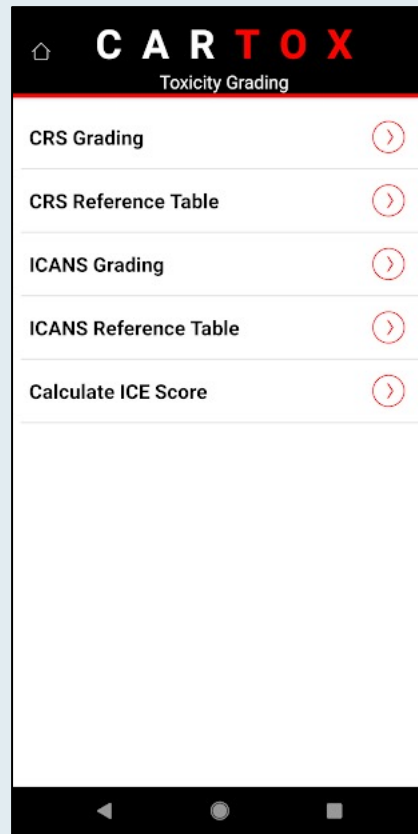 CARTOX
Toxicity Grading
CRS Grading
CRS Reference Table
ICANS Grading
ICANS Reference Table
Calculate ICE Score